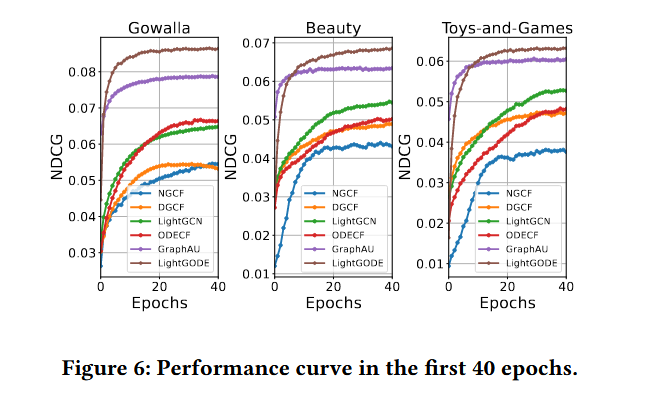 Gowalla
NDCG
0.08
0.07
0.06
0.05
0.04
0.03
0
20
40
Epochs
NGCF
DGCF
LightGCN
ODECF
GraphAU
LightGODE
Beauty
NDCG
0.07
0.06
0.05
0.04
0.03
0.02
0.01
0
20
40
Epochs
NGCF
DGCF
LightGCN
ODECF
GraphAU
LightGODE
Toys-and-Games
NDCG
0.06
0.05
0.04
0.03
0.02
0.01
0
20
40
Epochs
NGCF
DGCF
LightGCN
ODECF
GraphAU
LightGODE
Figure 6: Performance curve in the first 40 epochs.